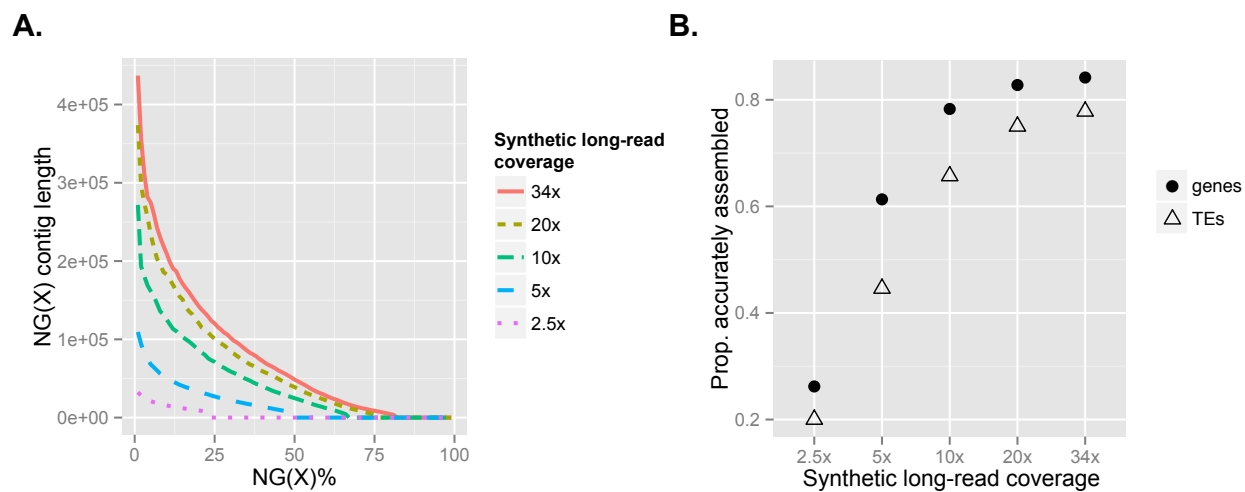 A.
NG(X) contig length
4e+05
3e+05
2e+05
1e+05
0e+00
0
25
50
75
100
NG(X)%
Synthetic long-read
coverage
34x
20x
10x
5x
2.5x
B.
Prop. accurately assembled
0.8
0.6
0.4
0.2
2.5x
5x
10x
20x
34x
Synthetic long-read coverage
genes
TEs